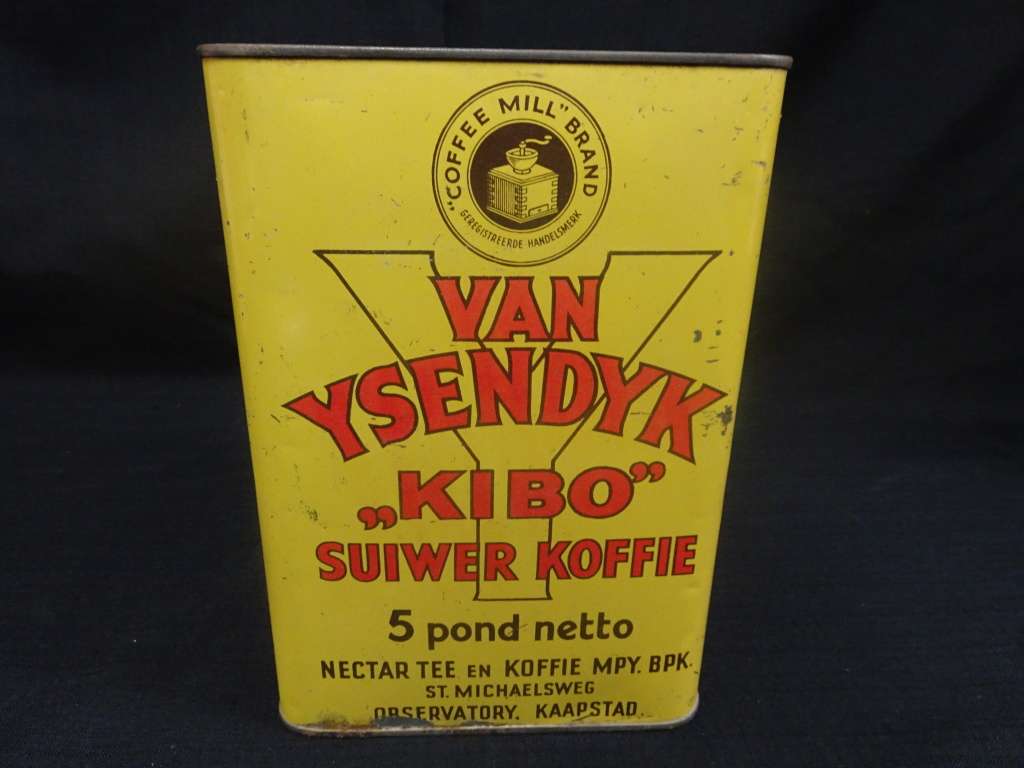 „COFFEE MILL” BRAND
GEREGISTREERDE HANDELSMERK
VAN
YSENDYK
„KIBO”
SUIWER KOFFIE
5 pond netto
NECTAR TEE EN KOFFIE MPY. BPK.
ST. MICHAELSWEG
OBSERVATORY. KAAPSTAD.